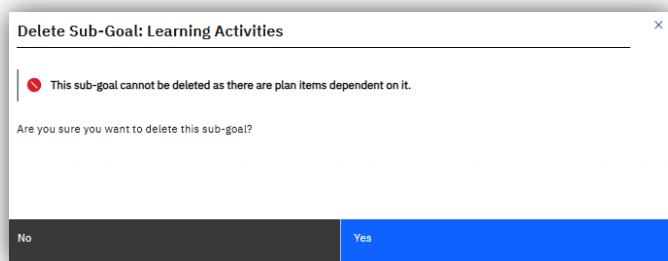 Delete Sub-Goal: Learning Activities
This sub-goal cannot be deleted as there are plan items dependent on it.
Are you sure you want to delete this sub-goal?
No
Yes